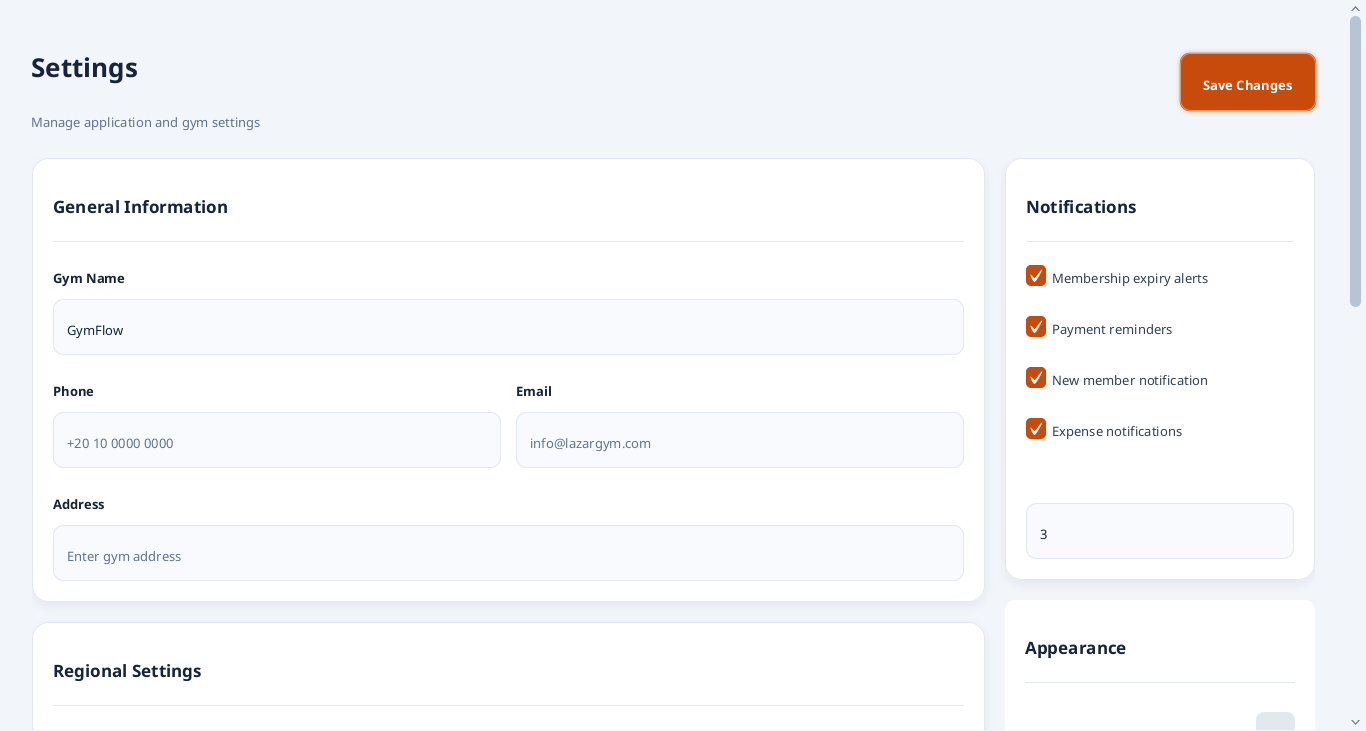 Settings
Save Changes
Manage application and gym settings
General Information
Gym Name
GymFlow
Phone
Email
+20 10 0000 0000
info@lazargym.com
Address
Enter gym address
Regional Settings
Notifications
Membership expiry alerts
Payment reminders
New member notification
Expense notifications
3
Appearance